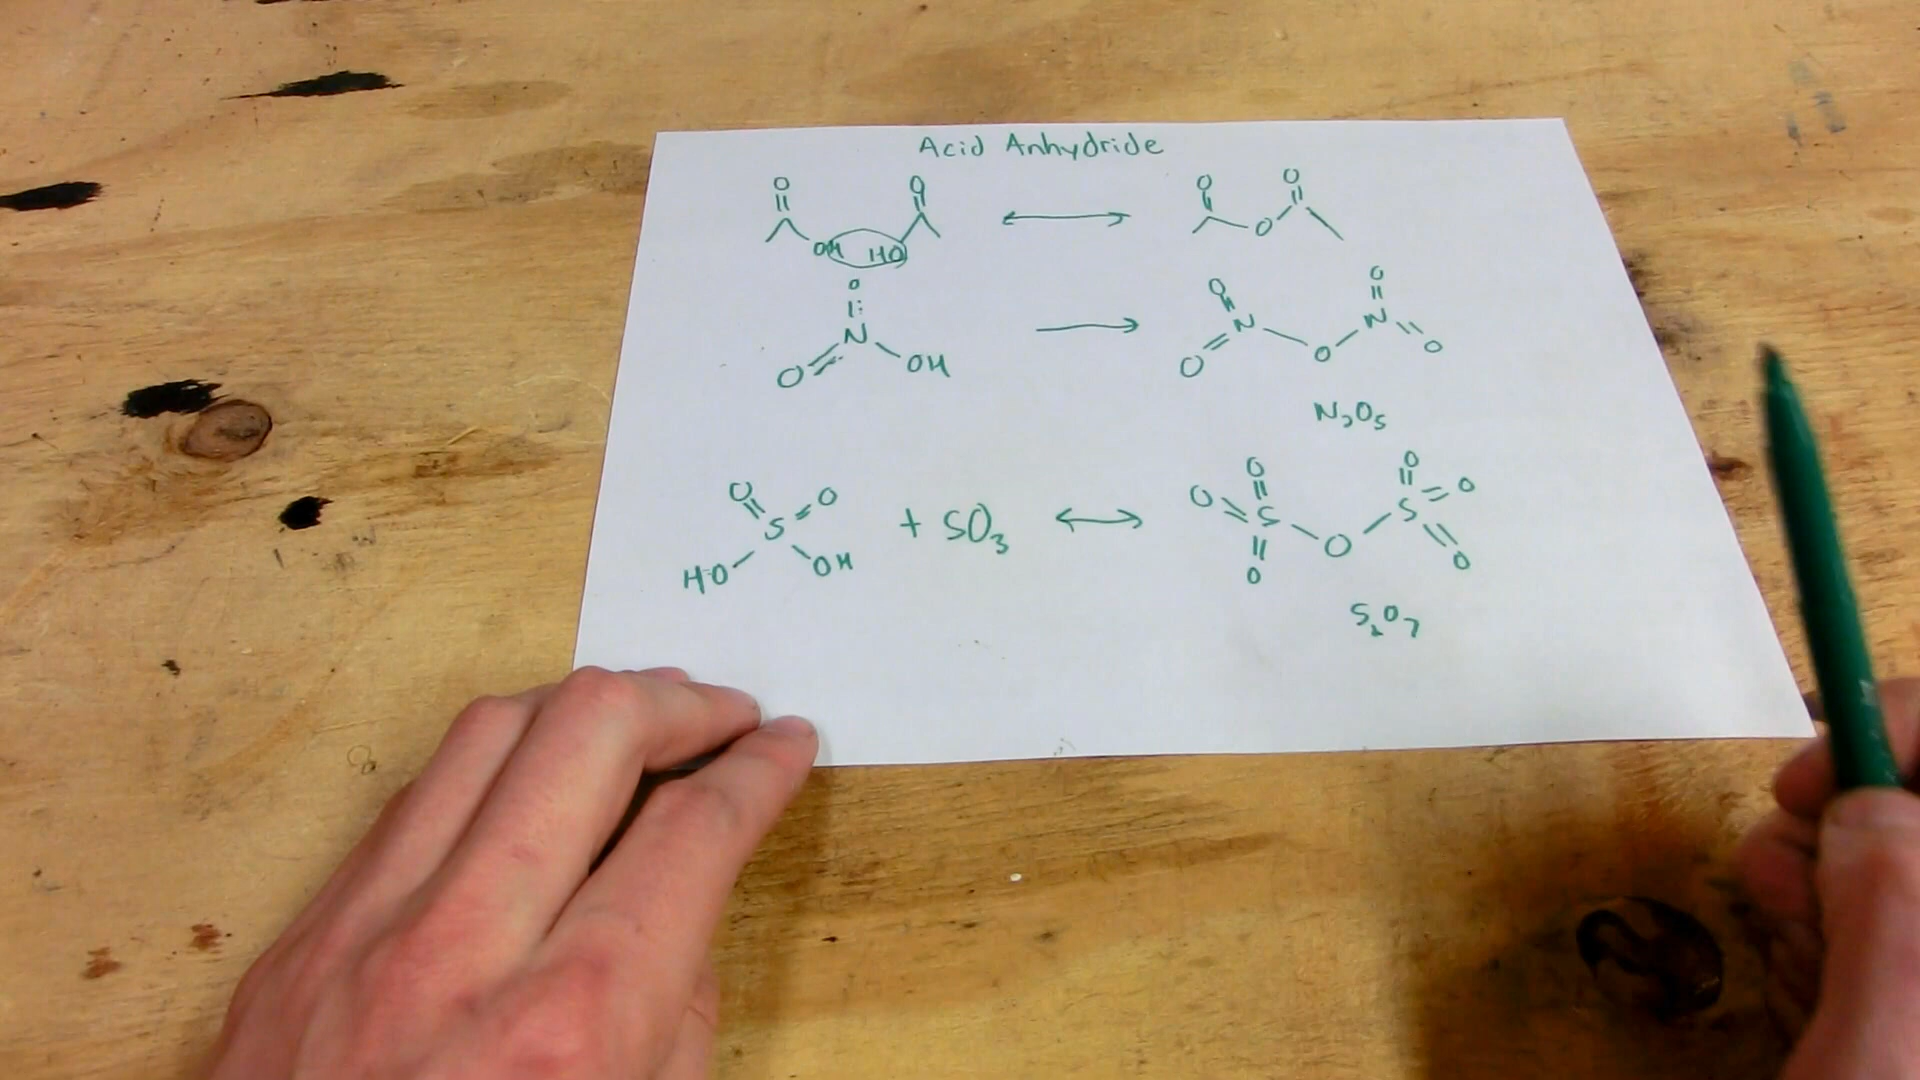 Acid Anhydride
O O O O
OH HO O
O O O
N N N
O OH O O O
N2O5
O O O O O O
S + SO3 S S
HO OH O O O
S2O7